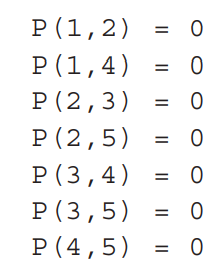 P(1,2) = 0
P(1,4) = 0
P(2,3) = 0
P(2,5) = 0
P(3,4) = 0
P(3,5) = 0
P(4,5) = 0